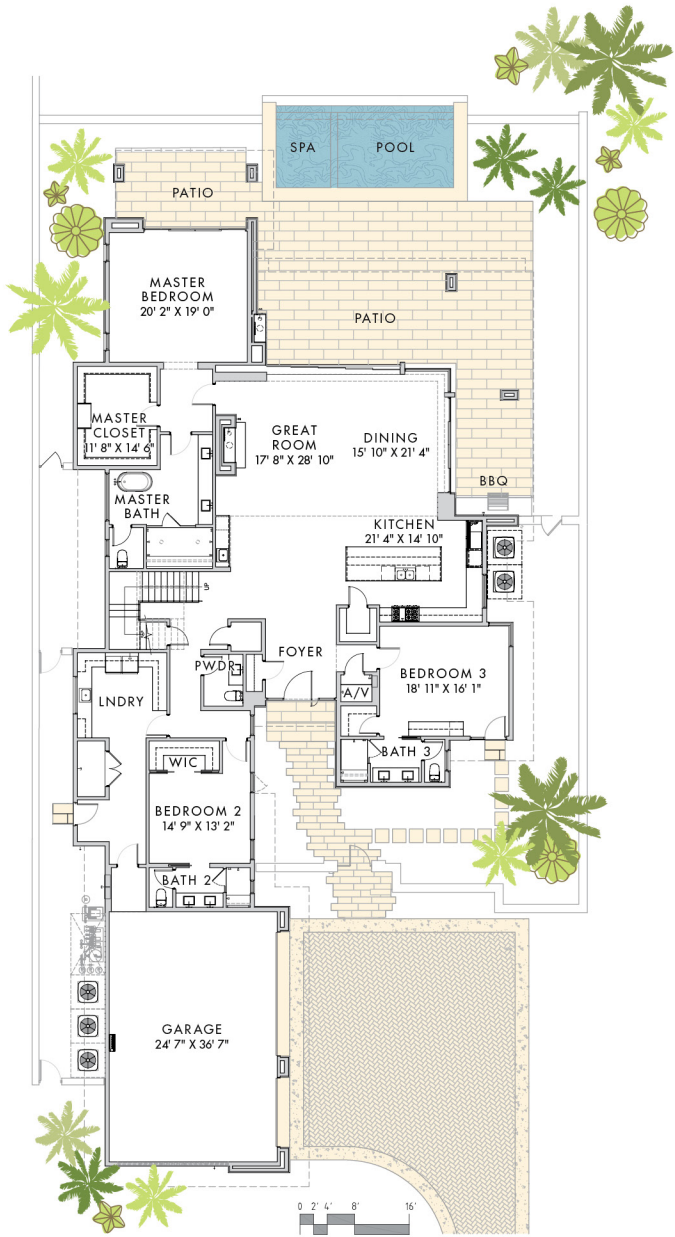 SPA
POOL
PATIO
MASTER
BEDROOM
20' 2" X 19' 0"
PATIO
MASTER
CLOSET
11' 8" X 14' 6"
GREAT
ROOM
17' 8" X 28' 10"
DINING
15' 10" X 21' 4"
BBQ
MASTER
BATH
KITCHEN
21' 4" X 14' 10"
UP
PWDR
FOYER
BEDROOM 3
18' 11" X 16' 1"
A/V
LNDRY
BATH 3
WIC
BEDROOM 2
14' 9" X 13' 2"
BATH 2
GARAGE
24' 7" X 36' 7"
0 2' 4' 8' 16'